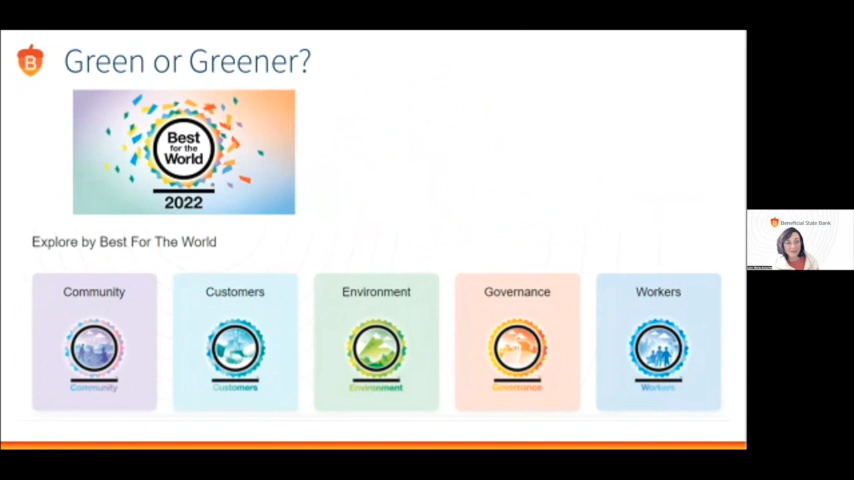 B
Green or Greener?
Best
for the
World
2022
Explore by Best For The World
Community
Customers
Environment
Governance
Workers
Community
Customers
Environment
Governance
Workers
Beneficial State Bank